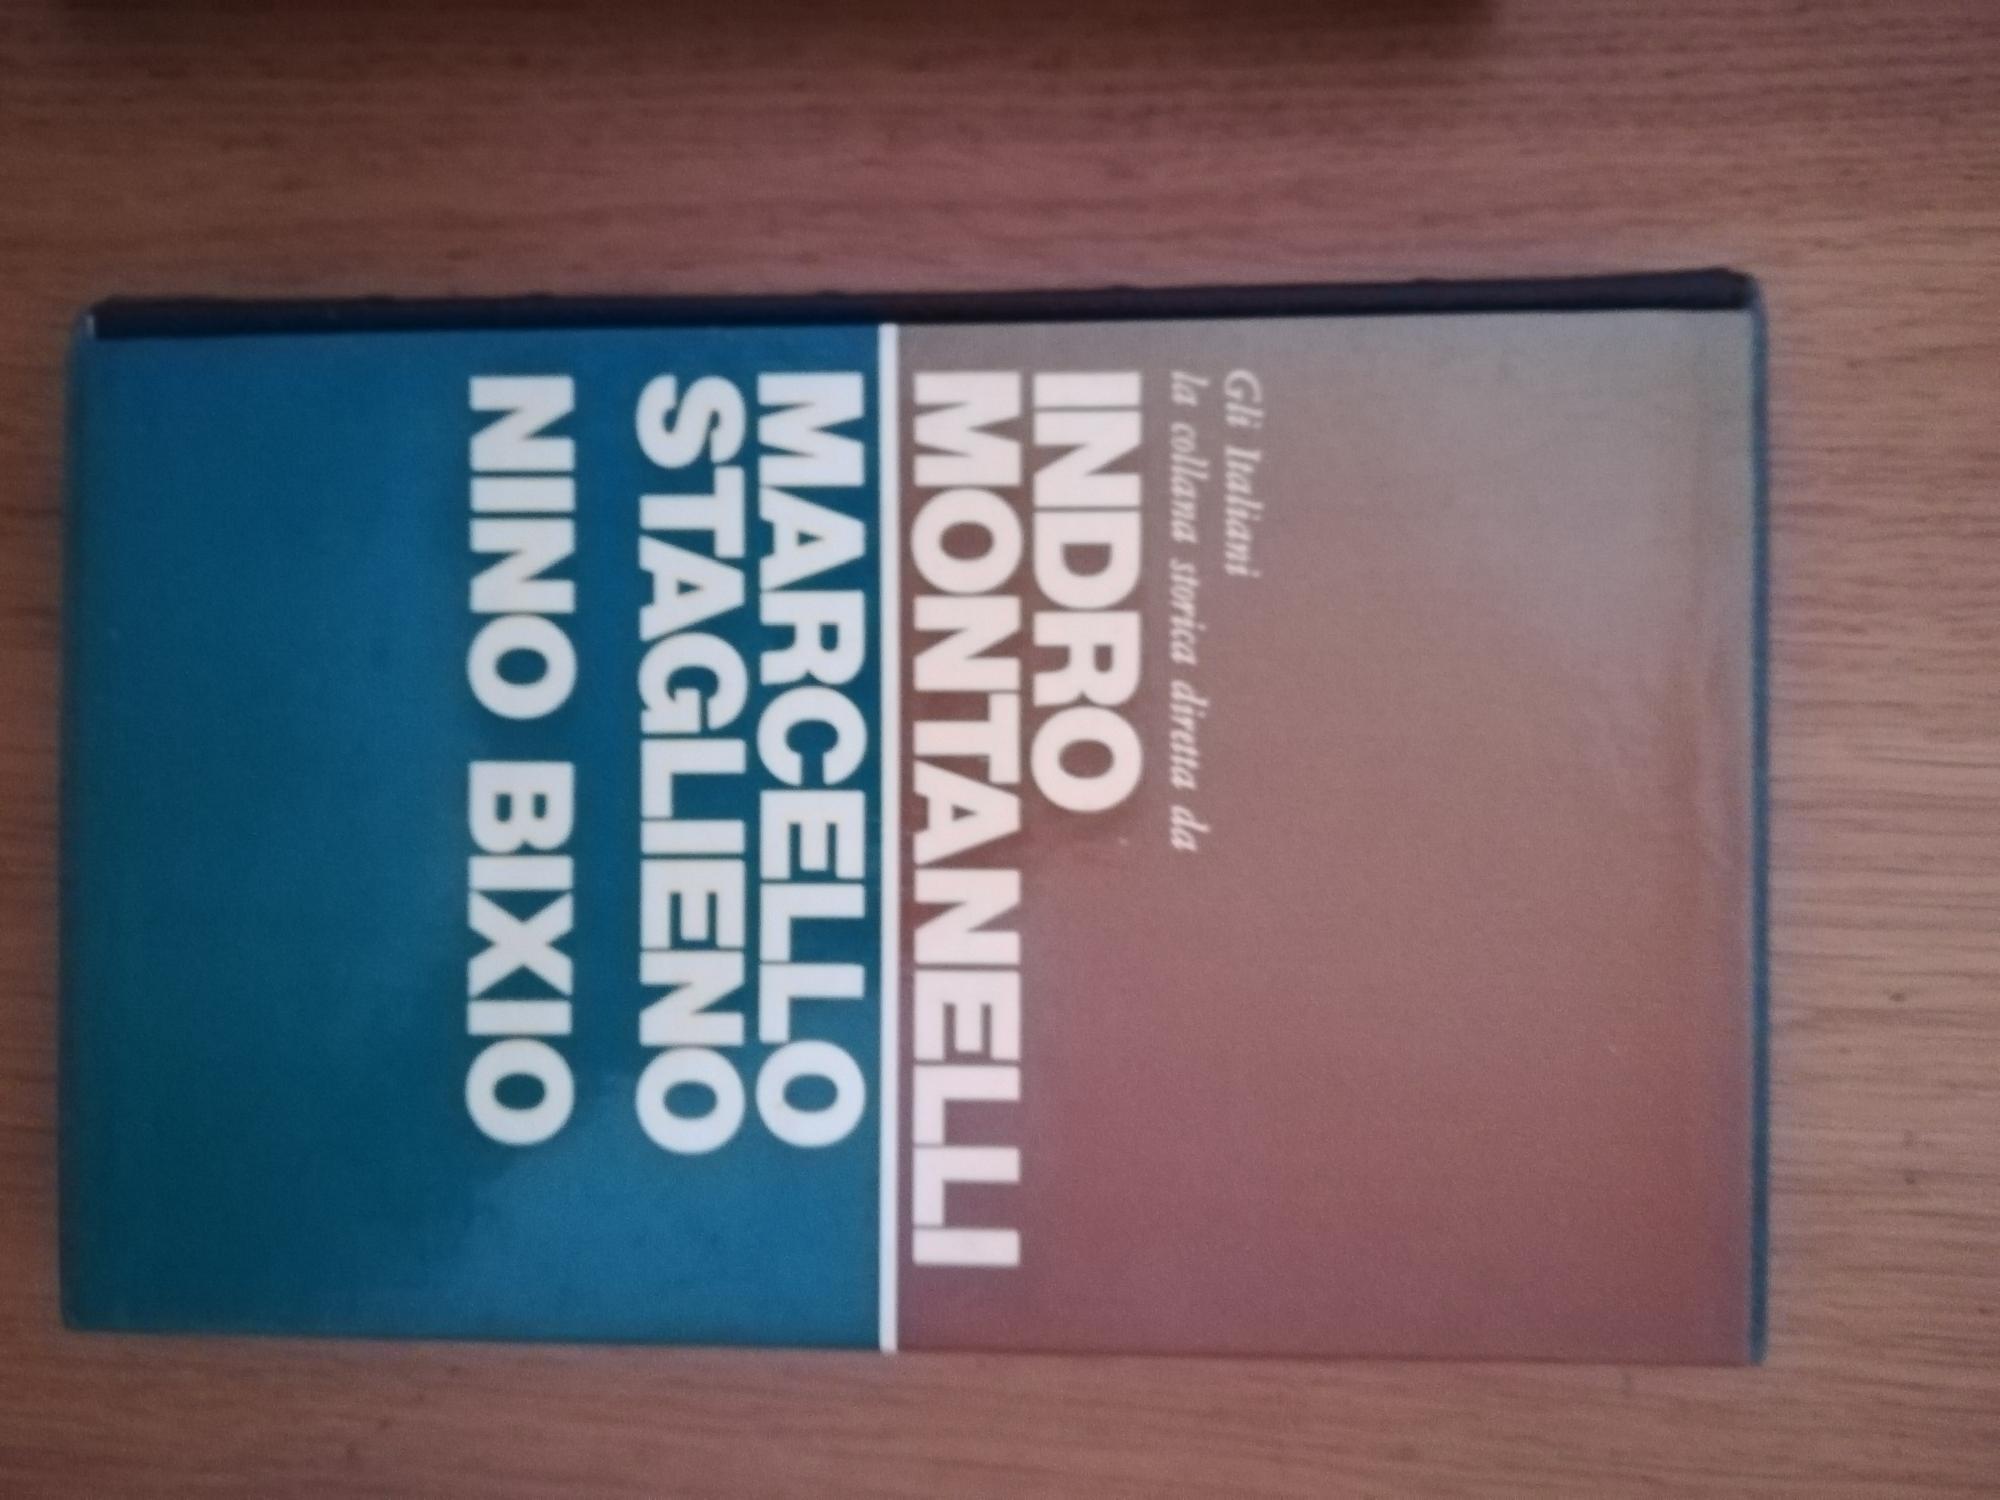 Gli Italiani
la collana storica diretta da
INDRO
MONTANELLI
MARCELLO
STAGLIENO
NINO BIXIO